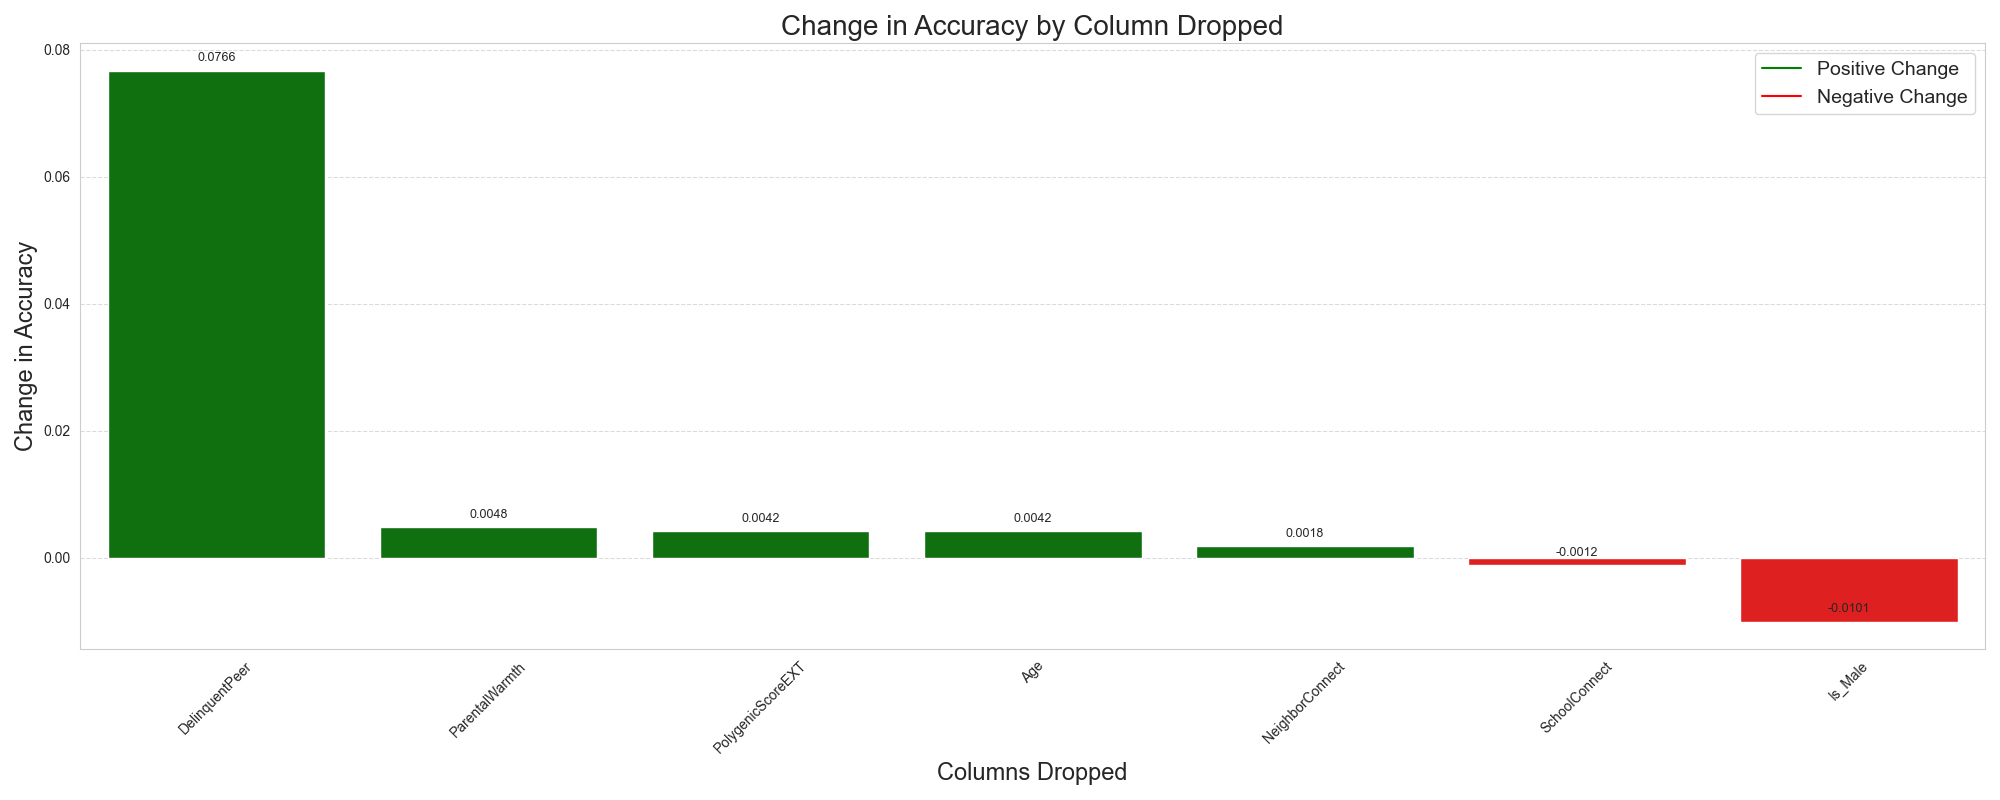 Change in Accuracy by Column Dropped
Positive Change
Negative Change
Change in Accuracy
0.08
0.06
0.04
0.02
0.00
0.0766
0.0048
0.0042
0.0042
0.0018
-0.0012
-0.0101
DelinquentPeer
ParentalWarmth
PolygenicScoreEXT
Age
NeighborConnect
SchoolConnect
Is_Male
Columns Dropped